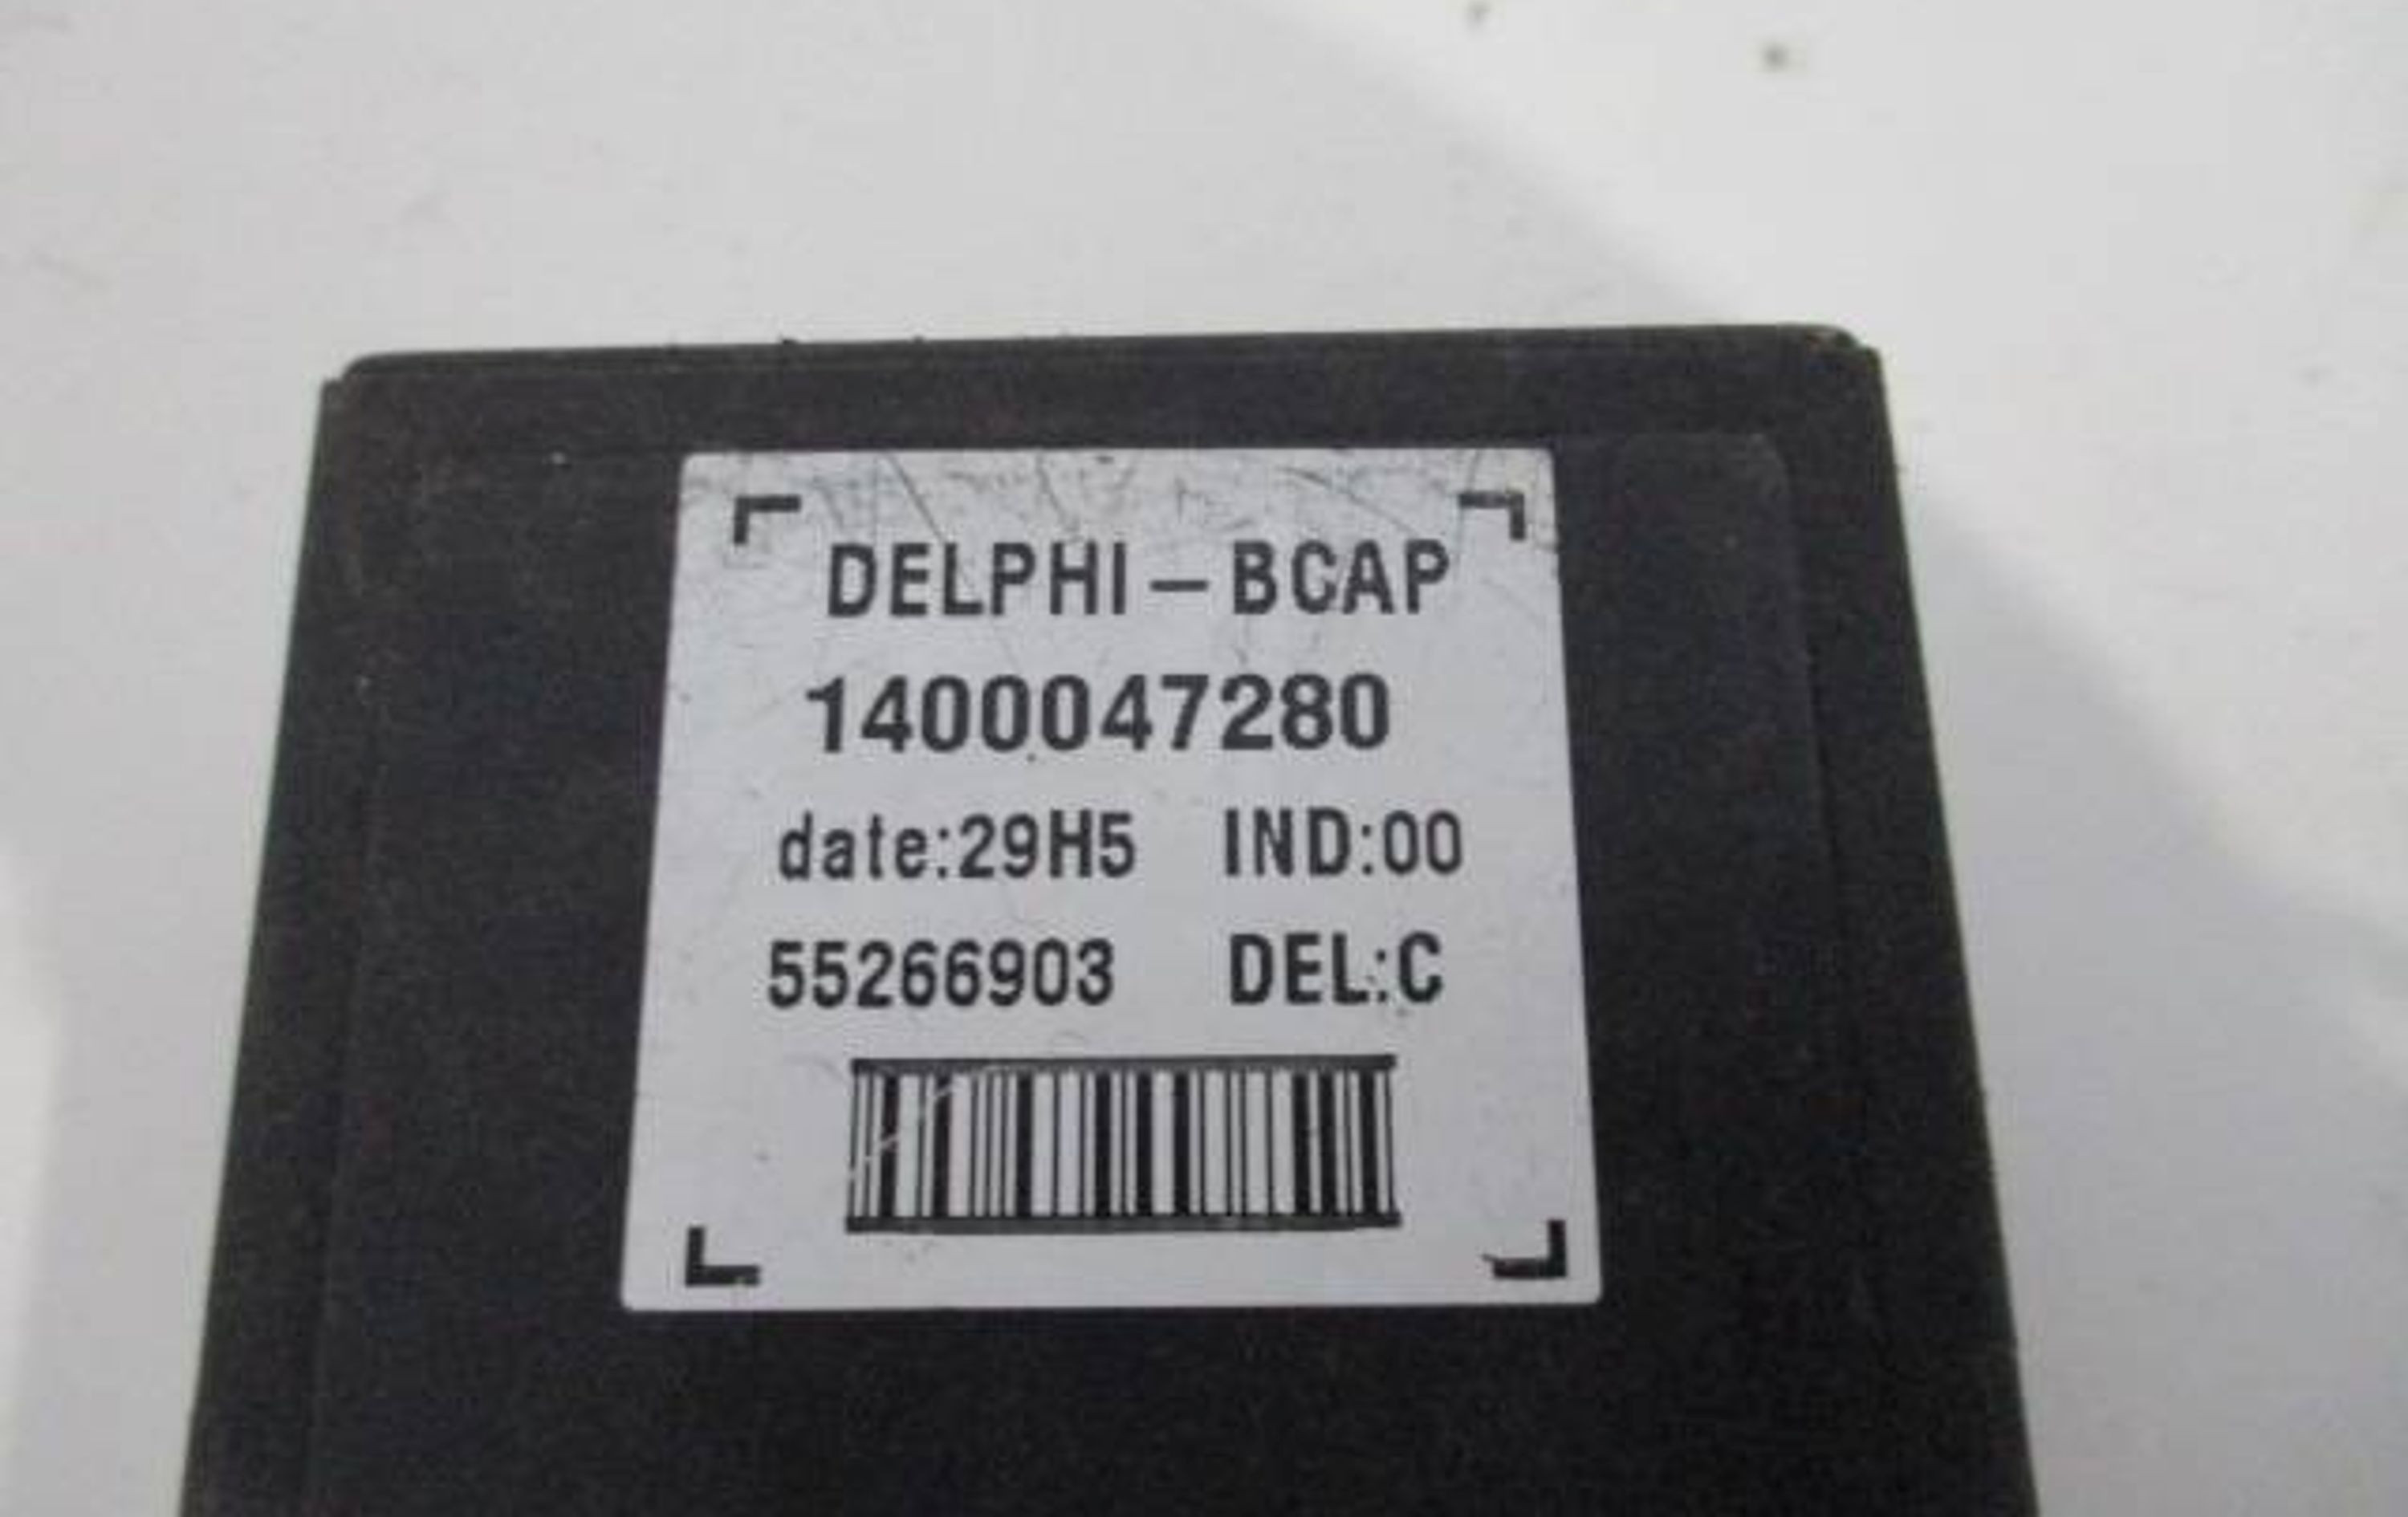 DELPHI – BCAP
1400047280
date:29H5 IND:00
55266903 DEL:C